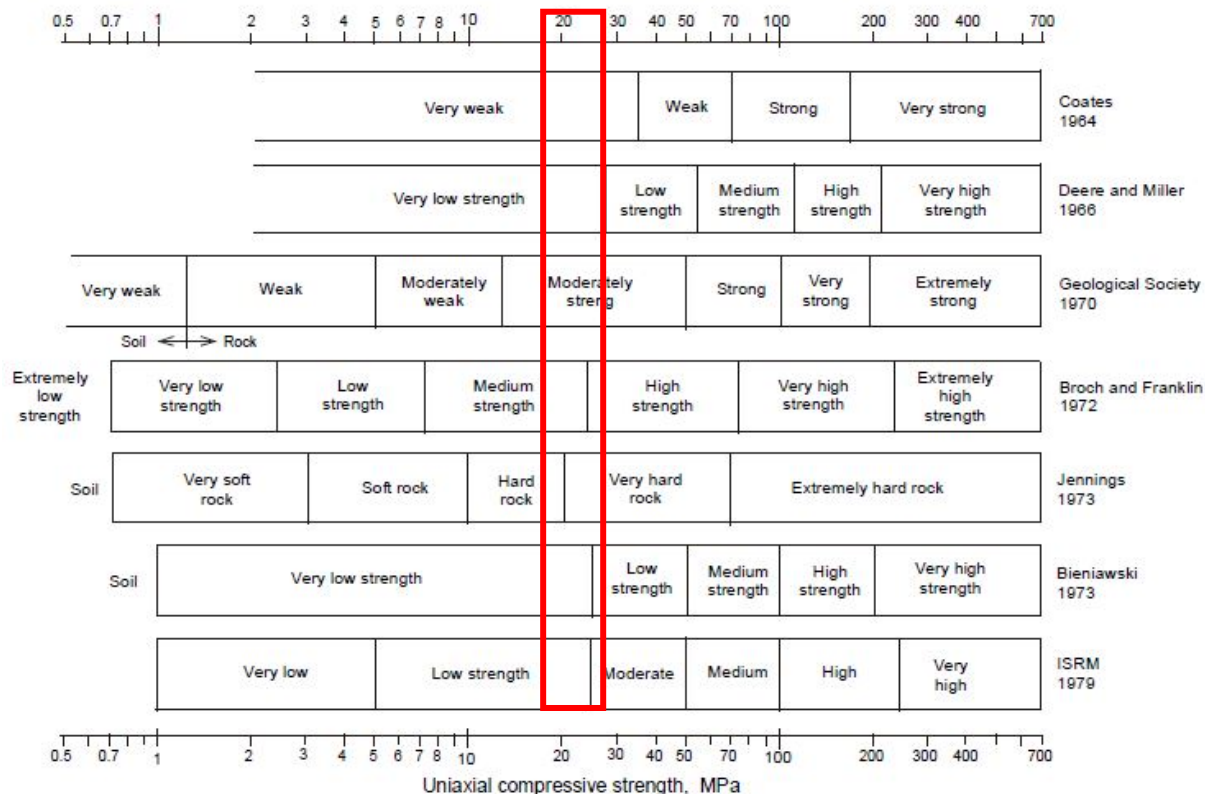 0.5 0.7 1 2 3 4 5 6 7 8 10 20 30 40 50 70 100 200 300 400 700
Very weak Weak Strong Very strong Coates
1964
Very low strength Low
strength Medium
strength High
strength Very high
strength Deere and Miller
1966
Very weak Weak Moderately
weak Moderately
streng Strong Very
strong Extremely
strong Geological Society
1970
Soil Rock
Extremely
low
strength Very low
strength Low
strength Medium
strength High
strength Very high
strength Extremely
high
strength Broch and Franklin
1972
Soil Very soft
rock Soft rock Hard
rock Very hard
rock Extremely hard rock Jennings
1973
Soil Very low strength Low
strength Medium
strength High
strength Very high
strength Bieniawski
1973
Very low Low strength Moderate Medium High Very
high ISRM
1979
0.5 0.7 1 2 3 4 5 6 7 8 10 20 30 40 50 70 100 200 300 400 700
Uniaxial compressive strength, MPa